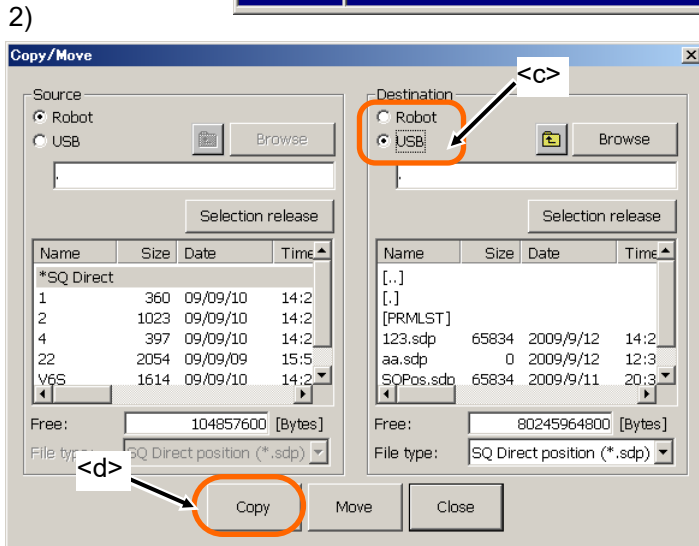 2)
Copy/Move
<c>
Source
Destination
Robot
Robot
USB
Browse
USB
Browse
.
.
Selection release
Selection release
Name Size Date Time
Name Size Date Time
*SQ Direct
[..]
1 360 09/09/10 14:2
[.]
2 1023 09/09/10 14:2
[PRMLST]
4 397 09/09/10 14:2
123.sdp 65834 2009/9/12 14:2
22 2054 09/09/09 15:5
aa.sdp 0 2009/9/12 12:3
V6S 1614 09/09/10 14:2
SQPos.sdp 65834 2009/9/11 20:3
Free: 104857600 [Bytes]
Free: 80245964800 [Bytes]
File type: SQ Direct position (*.sdp)
File type: SQ Direct position (*.sdp)
<d>
Copy
Move
Close